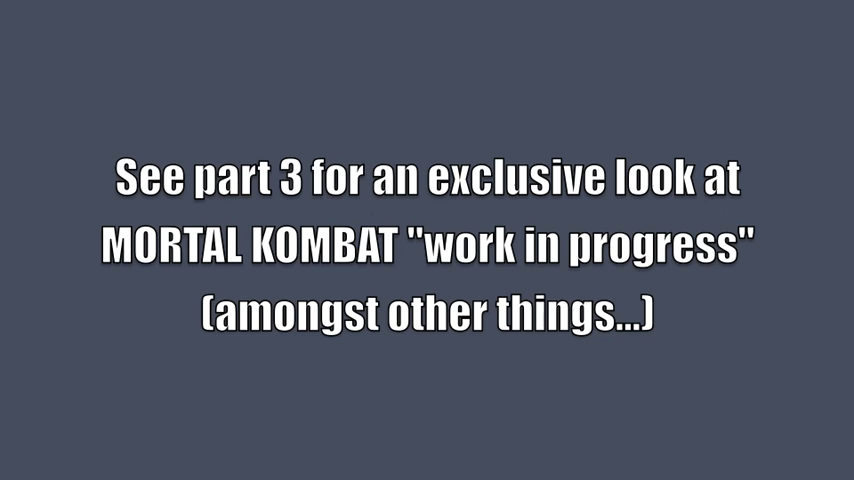 See part 3 for an exclusive look at
MORTAL KOMBAT "work in progress"
(amongst other things...)